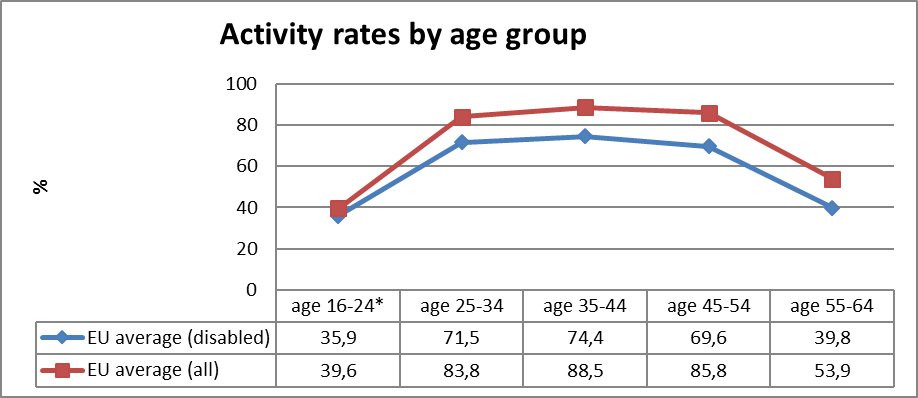 Activity rates by age group
100
80
60
40
20
0
%
age 16-24* age 25-34 age 35-44 age 45-54 age 55-64
EU average (disabled) 35,9 71,5 74,4 69,6 39,8
EU average (all) 39,6 83,8 88,5 85,8 53,9